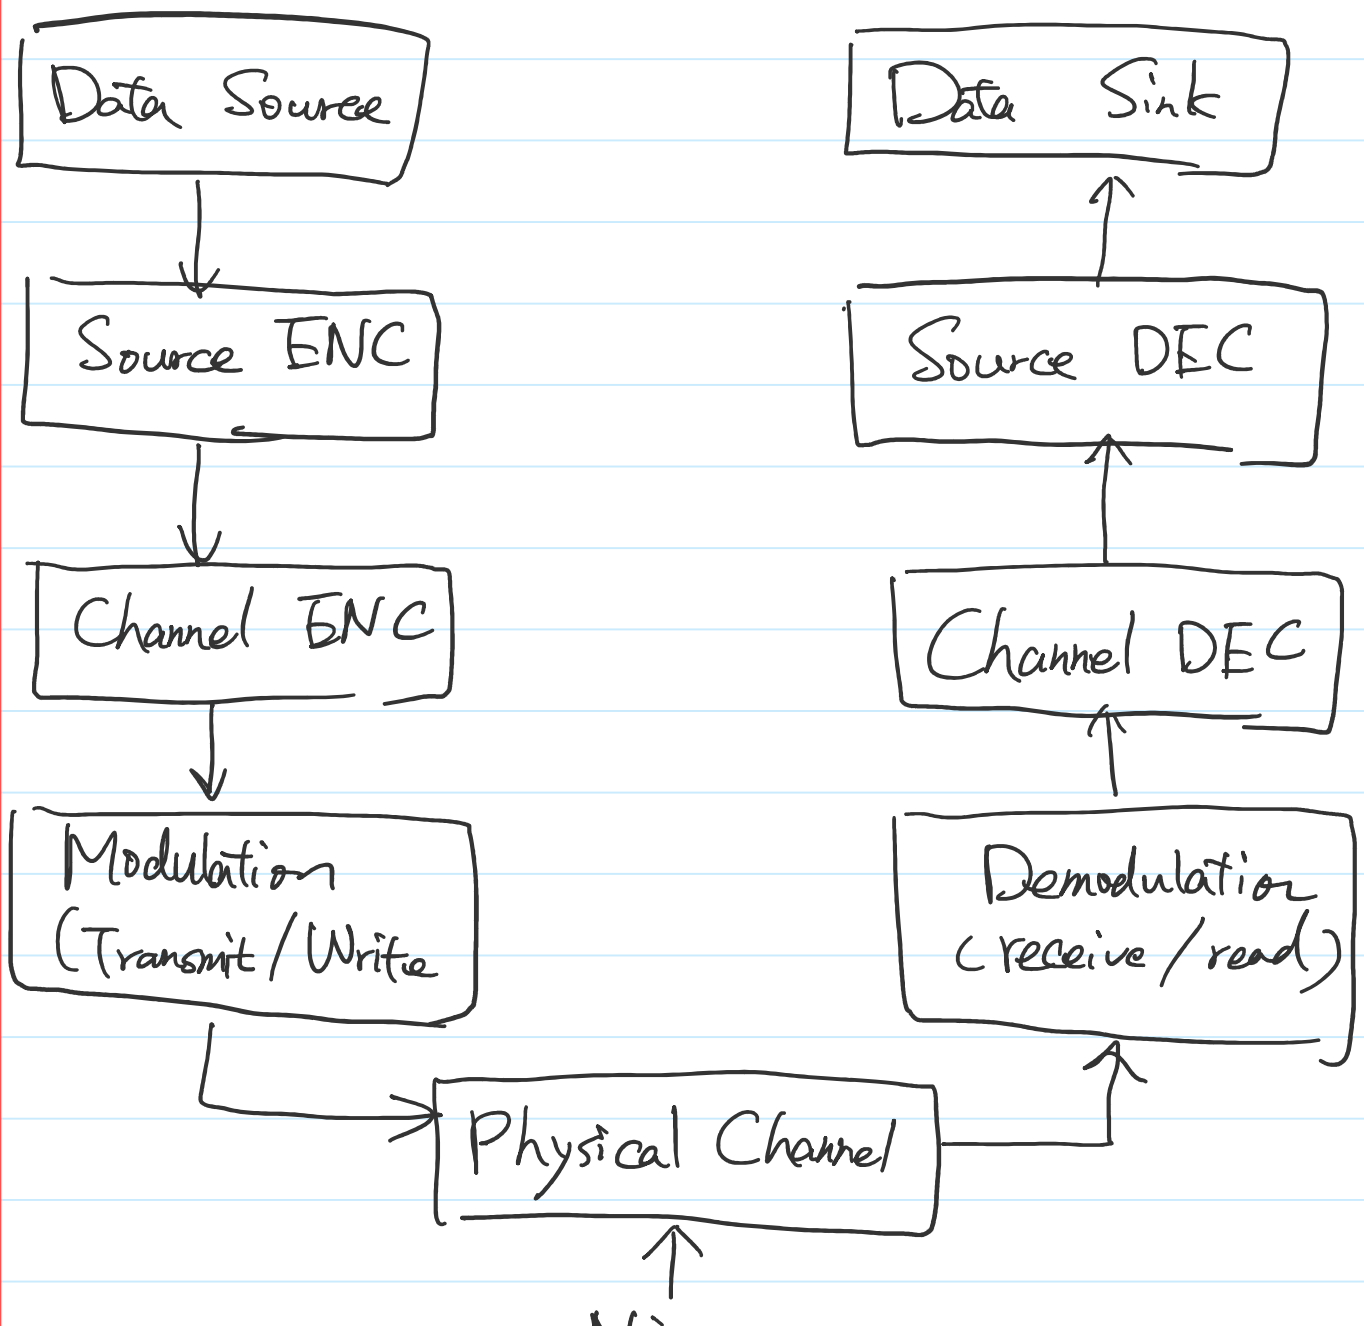 Data Source
Data Sink
Source ENC
Source DEC
Channel ENC
Channel DEC
Modulation
(Transmit/Write
Demodulation
(receive/read)
Physical Channel